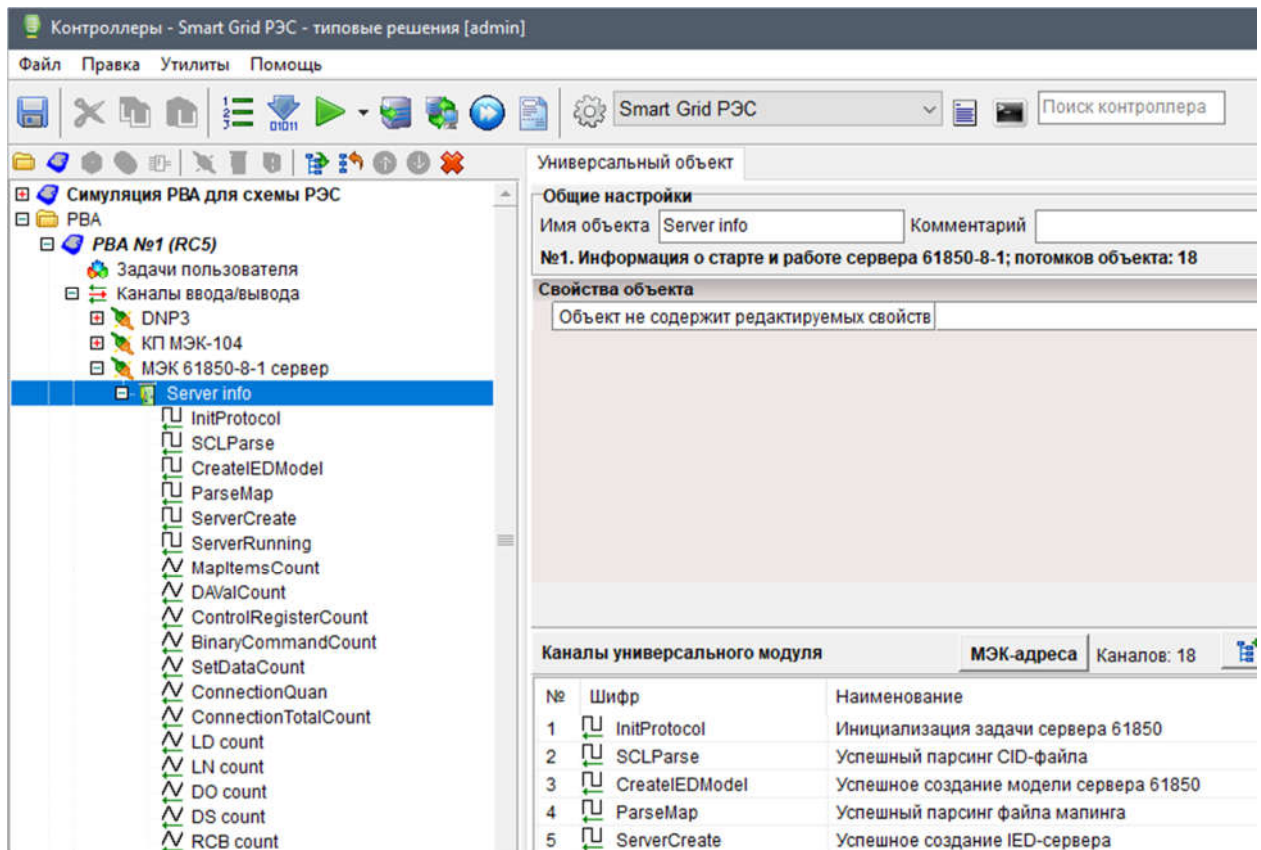 Контроллеры - Smart Grid РЭС - типовые решения [admin]
Файл Правка Утилиты Помощь
Smart Grid РЭС
Поиск контроллера
Симуляция РВА для схемы РЭС
РВА
РВА №1 (RC5)
Задачи пользователя
Каналы ввода/вывода
DNP3
КП МЭК-104
МЭК 61850-8-1 сервер
Server info
InitProtocol
SCLParse
CreateIEDModel
ParseMap
ServerCreate
ServerRunning
MapItemsCount
DAValCount
ControlRegisterCount
BinaryCommandCount
SetDataCount
ConnectionQuan
ConnectionTotalCount
LD count
LN count
DO count
DS count
RCB count
Универсальный объект
Общие настройки
Имя объекта Server info Комментарий
№1. Информация о старте и работе сервера 61850-8-1; потомков объекта: 18
Свойства объекта
Объект не содержит редактируемых свойств
Каналы универсального модуля МЭК-адреса Каналов: 18
№ Шифр Наименование
1 InitProtocol Инициализация задачи сервера 61850
2 SCLParse Успешный парсинг CID-файла
3 CreateIEDModel Успешное создание модели сервера 61850
4 ParseMap Успешный парсинг файла мапинга
5 ServerCreate Успешное создание IED-сервера